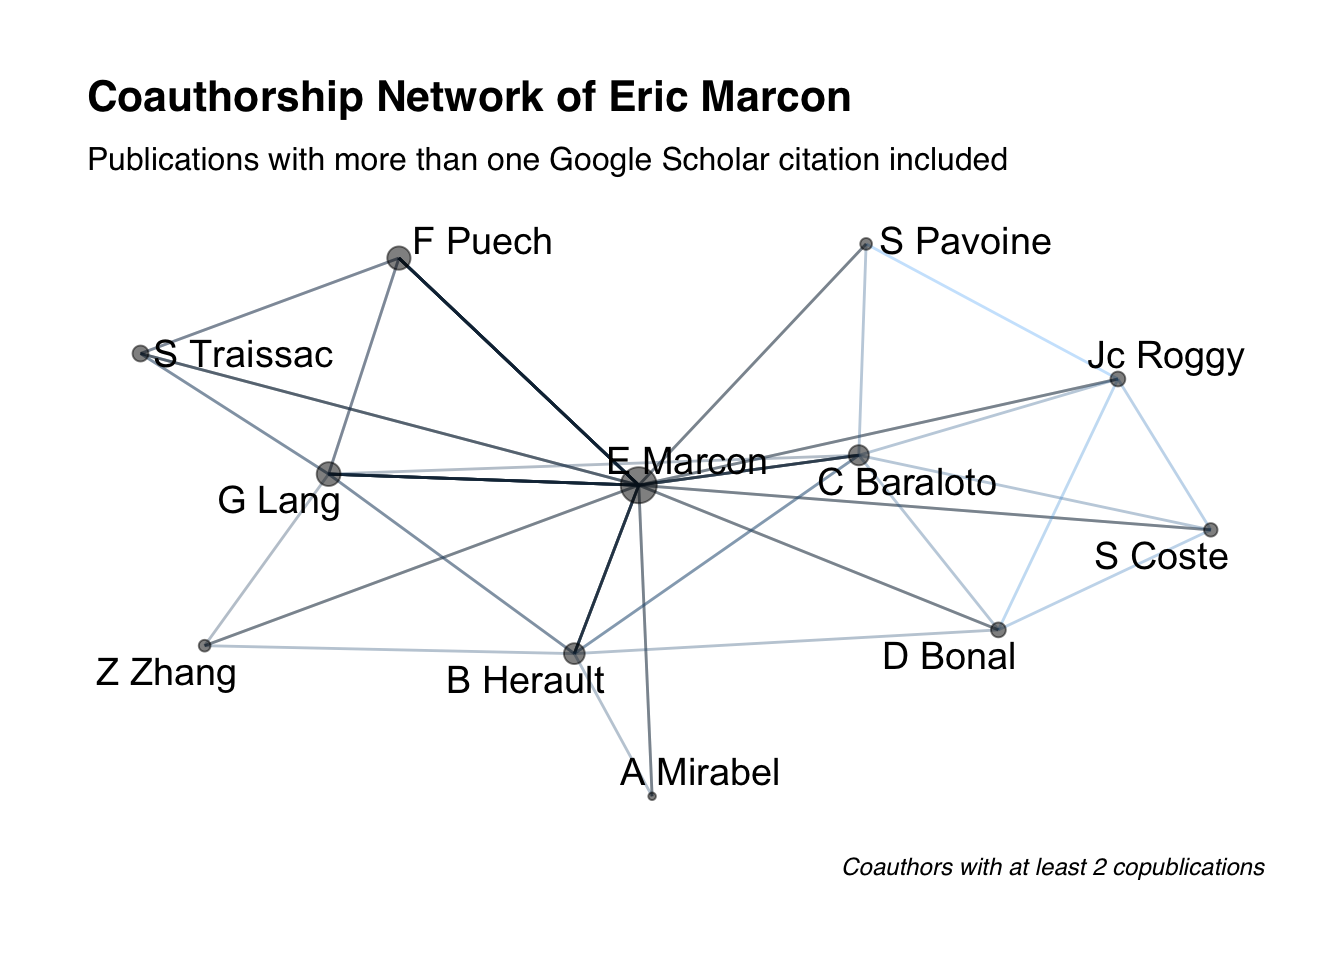 Coauthorship Network of Eric Marcon
Publications with more than one Google Scholar citation included
F Puech
S Pavoine
S Traissac
Jc Roggy
E Marcon
C Baraloto
G Lang
S Coste
Z Zhang
B Herault
D Bonal
A Mirabel
Coauthors with at least 2 copublications